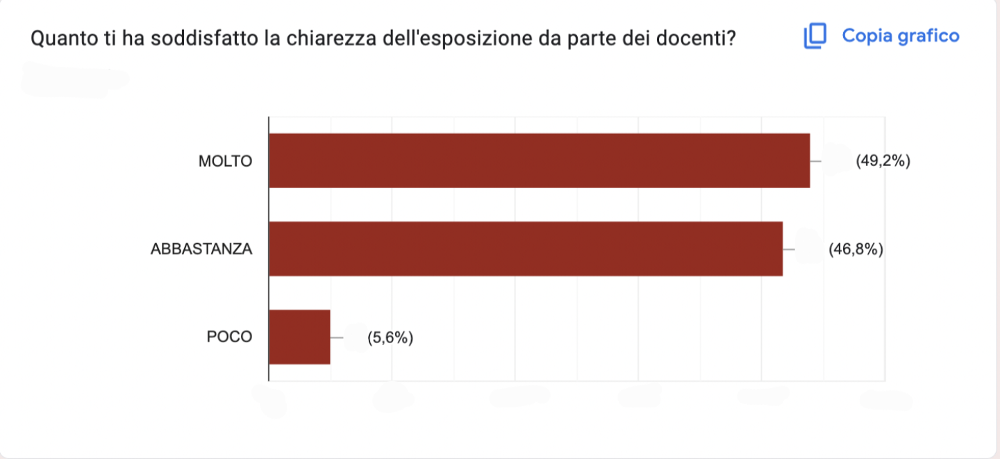 Quanto ti ha soddisfatto la chiarezza dell'esposizione da parte dei docenti?
Copia grafico
MOLTO
(49,2%)
ABBASTANZA
(46,8%)
POCO
(5,6%)